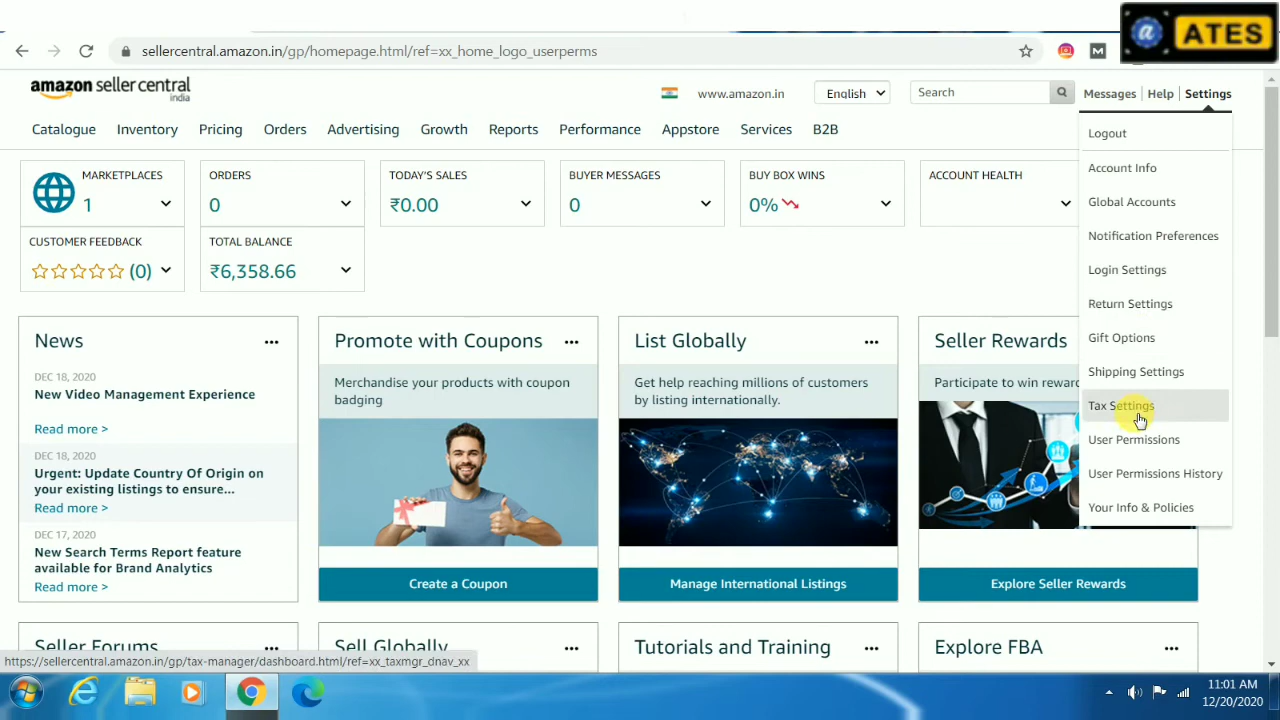 @ ATES
sellercentral.amazon.in/gp/homepage.html/ref=xx_home_logo_userperms
M
amazon seller central
india
www.amazon.in
English
Search
Messages | Help | Settings
Catalogue Inventory Pricing Orders Advertising Growth Reports Performance Appstore Services B2B
MARKETPLACES
1
ORDERS
0
TODAY'S SALES
₹0.00
BUYER MESSAGES
0
BUY BOX WINS
0%
ACCOUNT HEALTH
CUSTOMER FEEDBACK
(0)
TOTAL BALANCE
₹6,358.66
Logout
Account Info
Global Accounts
Notification Preferences
Login Settings
Return Settings
Gift Options
Shipping Settings
Tax Settings
User Permissions
User Permissions History
Your Info & Policies
News
DEC 18, 2020
New Video Management Experience
Read more >
DEC 18, 2020
Urgent: Update Country Of Origin on
your existing listings to ensure...
Read more >
DEC 17, 2020
New Search Terms Report feature
available for Brand Analytics
Read more >
Promote with Coupons
Merchandise your products with coupon
badging
Create a Coupon
List Globally
Get help reaching millions of customers
by listing internationally.
Manage International Listings
Seller Rewards
Participate to win
Explore Seller Rewards
Seller Forums
Sell Globally
Tutorials and Training
Explore FBA
https://sellercentral.amazon.in/gp/tax-manager/dashboard.html/ref=xx_taxmgr_dnav_xx
11:01 AM
12/20/2020